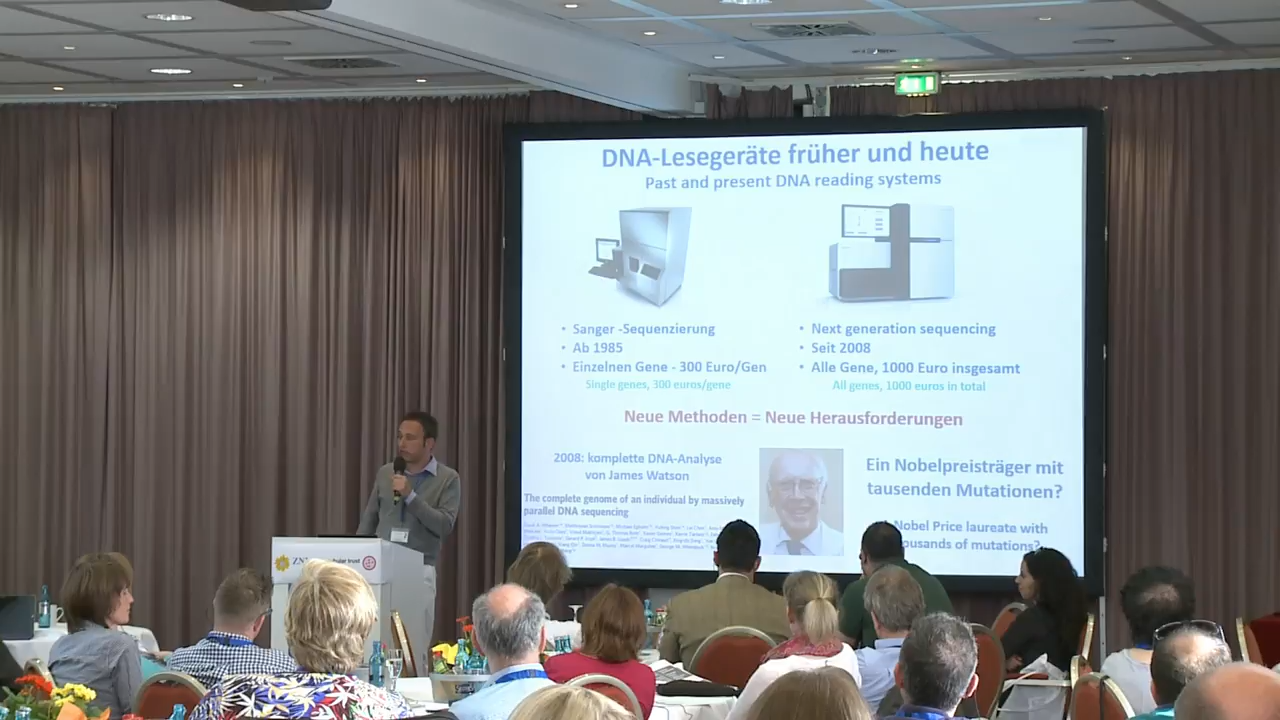 DNA-Lesegeräte früher und heute
Past and present DNA reading systems
• Sanger -Sequenzierung
• Ab 1985
• Einzelnen Gene - 300 Euro/Gen
Single genes, 300 euros/gene
• Next generation sequencing
• Seit 2008
• Alle Gene, 1000 Euro insgesamt
All genes, 1000 euros in total
Neue Methoden = Neue Herausforderungen
2008: komplette DNA-Analyse
von James Watson
The complete genome of an individual by massively
parallel DNA sequencing
Ein Nobelpreisträger mit
tausenden Mutationen?
Nobel Price laureate with
of mutations?
trust